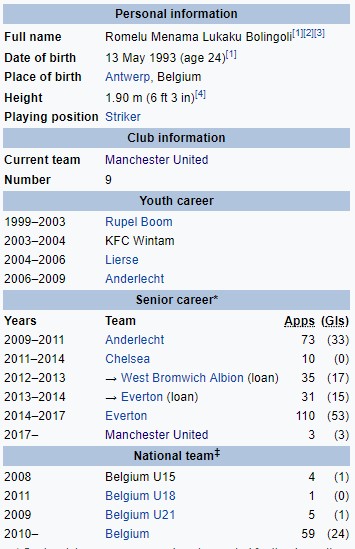 Personal information
Full name Romelu Menama Lukaku Bolingoli[1][2][3]
Date of birth 13 May 1993 (age 24)[1]
Place of birth Antwerp, Belgium
Height 1.90 m (6 ft 3 in)[4]
Playing position Striker
Club information
Current team Manchester United
Number 9
Youth career
1999–2003 Rupel Boom
2003–2004 KFC Wintam
2004–2006 Lierse
2006–2009 Anderlecht
Senior career*
Years Team Apps (Gls)
2009–2011 Anderlecht 73 (33)
2011–2014 Chelsea 10 (0)
2012–2013 → West Bromwich Albion (loan) 35 (17)
2013–2014 → Everton (loan) 31 (15)
2014–2017 Everton 110 (53)
2017– Manchester United 3 (3)
National team‡
2008 Belgium U15 4 (1)
2011 Belgium U18 1 (0)
2009 Belgium U21 5 (1)
2010– Belgium 59 (24)